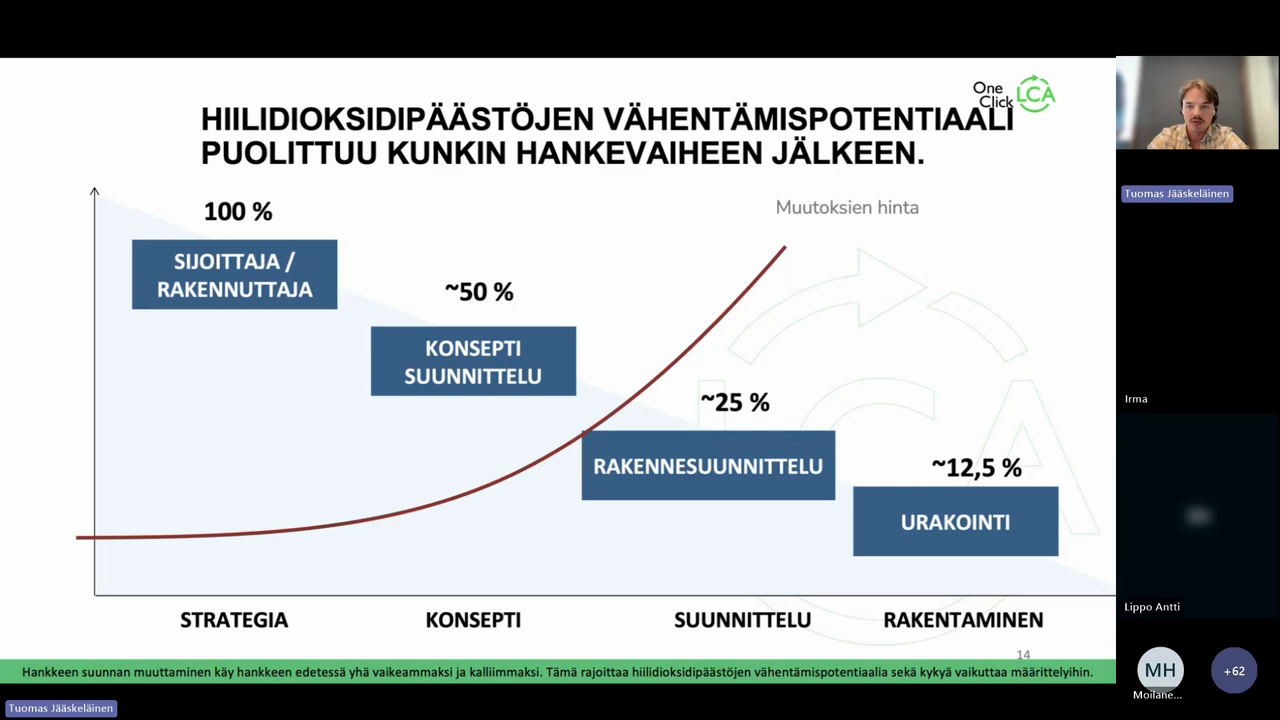 One
Click
LCA
HIILIDIOKSIDIPÄÄSTÖJEN VÄHENTÄMISPOTENTIAALI
PUOLITTUU KUNKIN HANKEVAIHEEN JÄLKEEN.
100 %
SIJOITTAJA /
RAKENNUTTAJA
~50 %
KONSEPTI
SUUNNITTELU
Muutoksien hinta
~25 %
RAKENNESUUNNITTELU
~12,5 %
URAKOINTI
LCA
STRATEGIA
KONSEPTI
SUUNNITTELU
RAKENTAMINEN
14
Hankkeen suunnan muuttaminen käy hankkeen edetessä yhä vaikeammaksi ja kalliimmaksi. Tämä rajoittaa hiilidioksidipäästöjen vähentämispotentiaalia sekä kykyä vaikuttaa määrittelyihin.
Tuomas Jääskeläinen
Tuomas Jääskeläinen
Irma
Lippo Antti
MH
Moilane...
+62